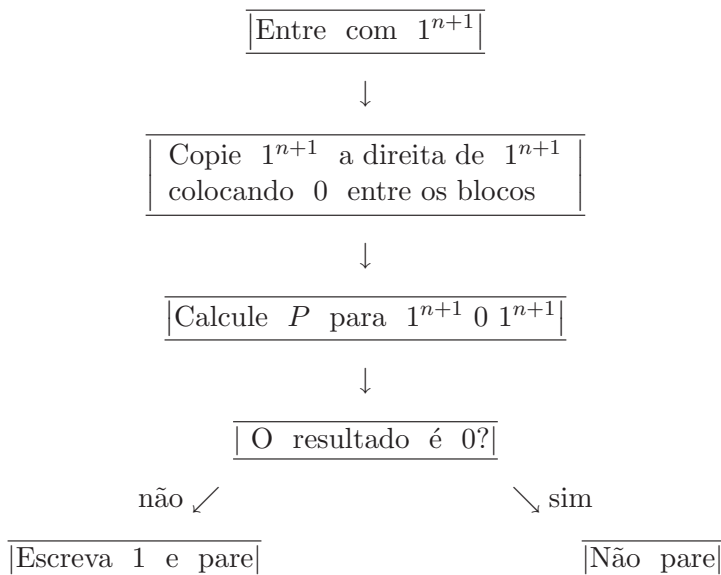 |Entre com 1^{n+1}|
↓
| Copie 1^{n+1} a direita de 1^{n+1} |
| colocando 0 entre os blocos |
↓
|Calcule P para 1^{n+1} 0 1^{n+1}|
↓
| O resultado é 0?|
não ↙ ↘ sim
|Escreva 1 e pare| |Não pare|